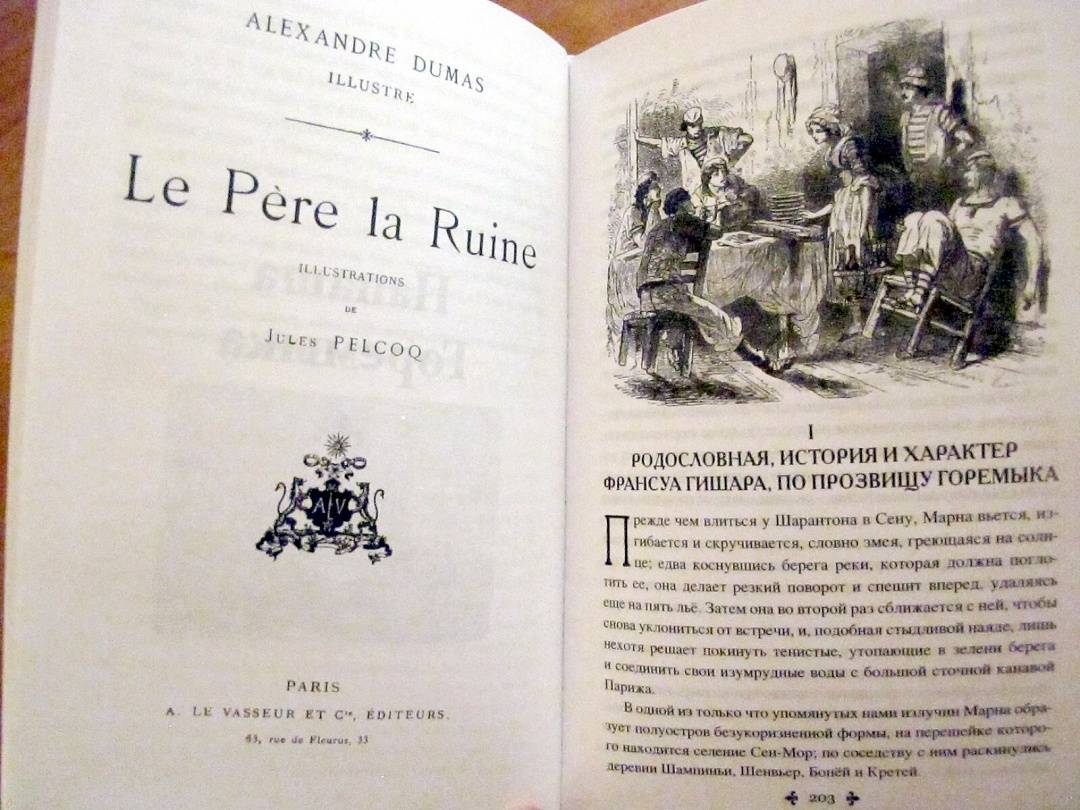 ALEXANDRE DUMAS
ILLUSTRE
Le Père la Ruine
ILLUSTRATIONS
DE
JULES PELCOQ
ALV
PARIS
A. LE VASSEUR ET Cie, ÉDITEURS.
33, rue de Fleurus, 33
I
РОДОСЛОВНАЯ, ИСТОРИЯ И ХАРАКТЕР
ФРАНСУА ГИШАРА, ПО ПРОЗВИЩУ ГОРЕМЫКА
Прежде чем влиться у Шарантона в Сену, Марна вьется, из-
гибается и скручивается, словно змея, греющаяся на солн-
це; едва коснувшись берега реки, которая должна погло-
тить ее, она делает резкий поворот и спешит вперед, удаляясь
еще на пять льё. Затем она во второй раз сближается с ней, чтобы
снова уклониться от встречи, и, подобная стыдливой наяде, лишь
нехотя решает покинуть тенистые, утопающие в зелени берега
и соединить свои изумрудные воды с большой сточной канавой
Парижа.
В одной из только что упомянутых нами излучин Марна обра-
зует полуостров безукоризненной формы, на перешейке которо-
го находится селение Сен-Мор; по соседству с ним раскинулись
деревни Шампиньи, Шенвьер, Бонёй и Кретей.
203